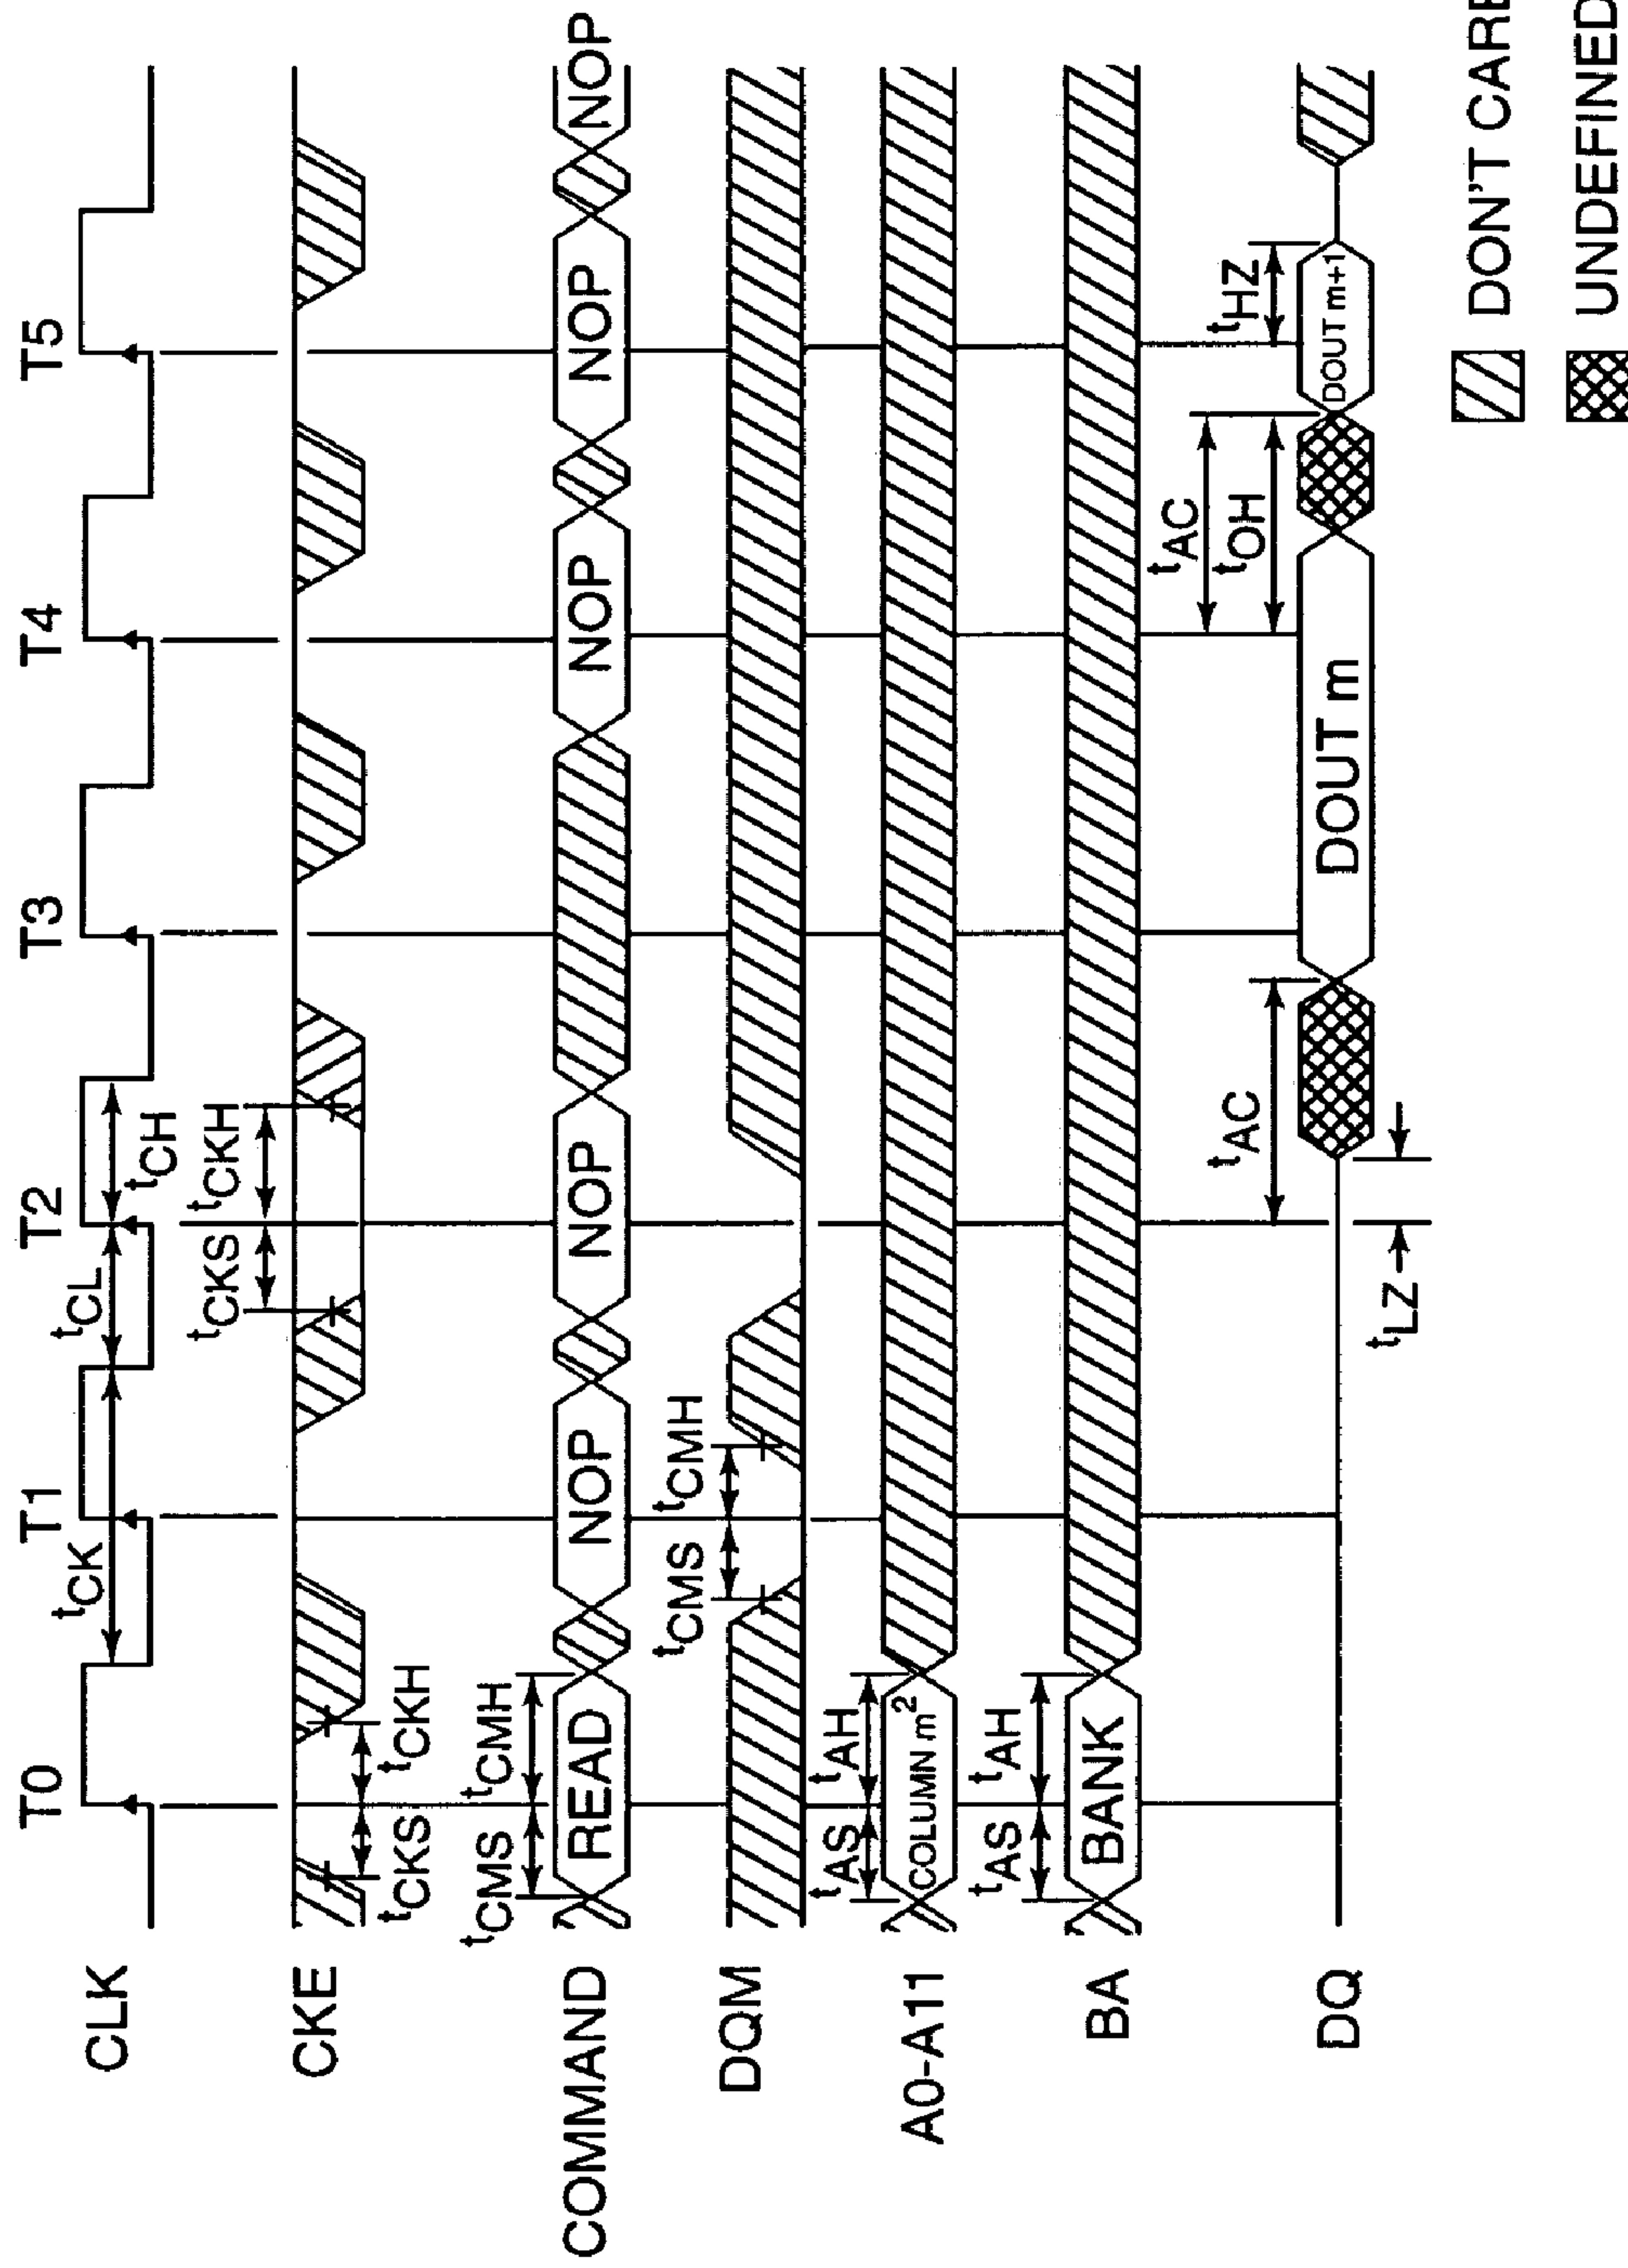 T0 T1 T2 T3 T4 T5
CLK
tCK tCL tCH
CKE
tCKS tCKH tCKS tCKH
tCMS tCMH
COMMAND READ NOP NOP NOP NOP NOP
tCMS tCMH
DQM
tAS tAH
A0-A11 COLUMN m2
tAS tAH
BA BANK
tAC tAC
tOH tHZ
DQ DOUT m DOUT m+1
tLZ
DON'T CARE
UNDEFINED